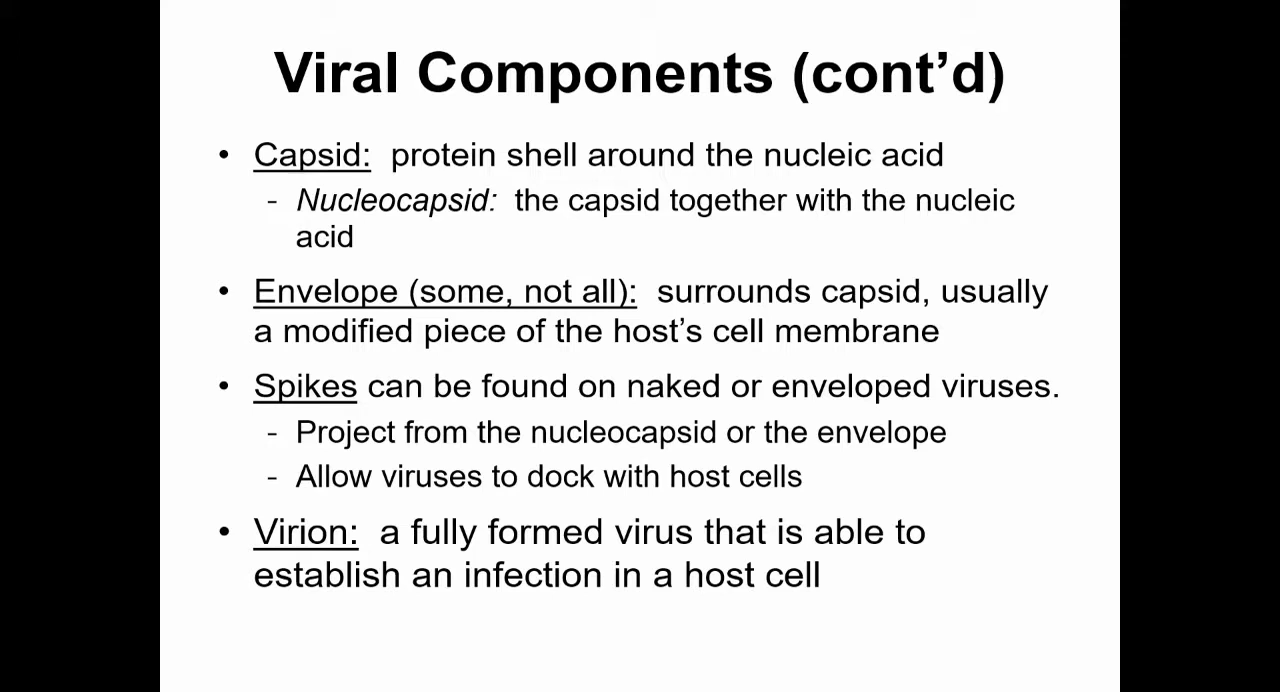 Viral Components (cont’d)
• Capsid: protein shell around the nucleic acid
- Nucleocapsid: the capsid together with the nucleic
acid
• Envelope (some, not all): surrounds capsid, usually
a modified piece of the host’s cell membrane
• Spikes can be found on naked or enveloped viruses.
- Project from the nucleocapsid or the envelope
- Allow viruses to dock with host cells
• Virion: a fully formed virus that is able to
establish an infection in a host cell